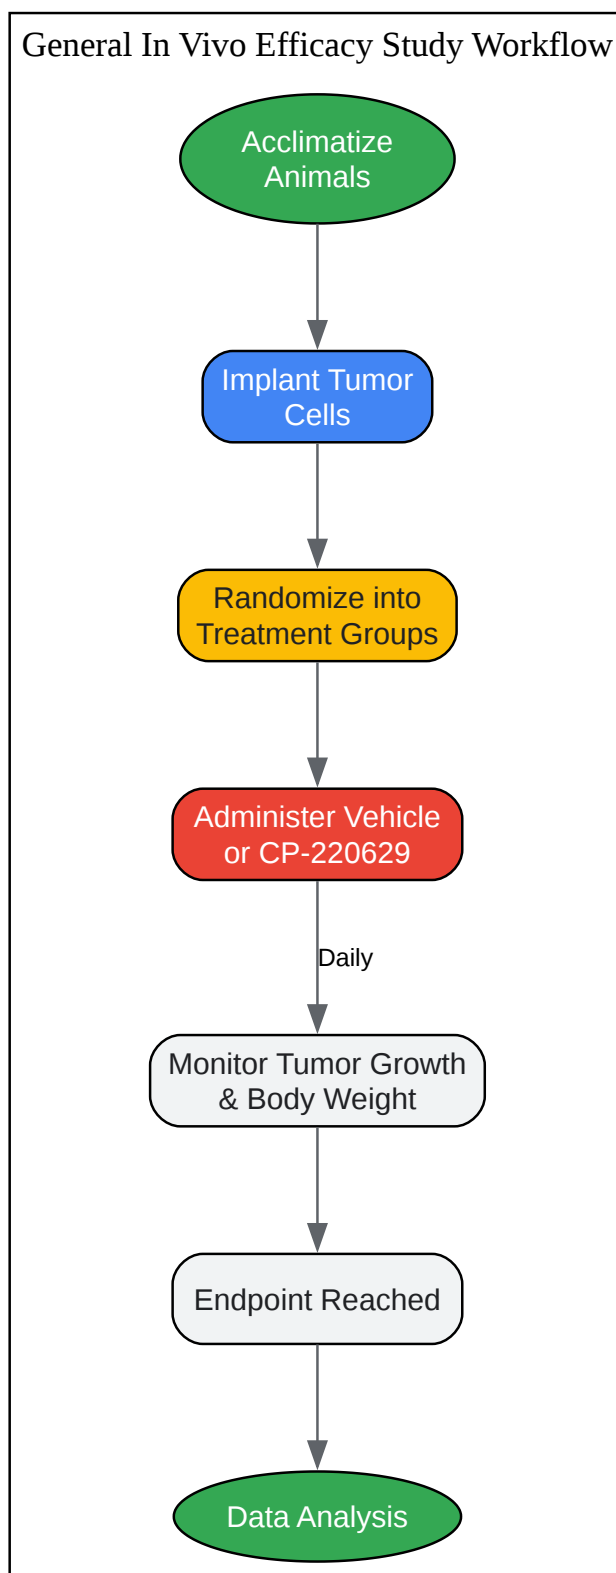 General In Vivo Efficacy Study Workflow
Acclimatize
Animals
Implant Tumor
Cells
Randomize into
Treatment Groups
Administer Vehicle
or CP-220629
Daily
Monitor Tumor Growth
& Body Weight
Endpoint Reached
Data Analysis